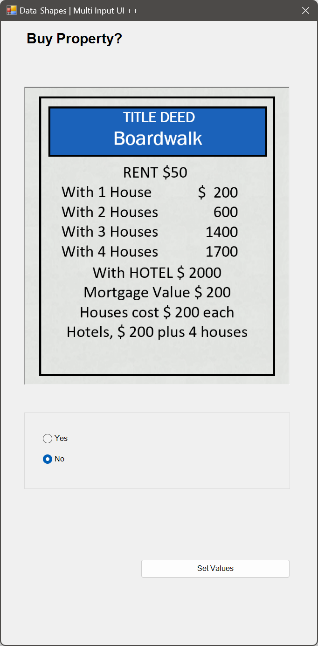 Data Shapes | Multi Input UI ++
Buy Property?
TITLE DEED
Boardwalk
RENT $50
With 1 House $ 200
With 2 Houses 600
With 3 Houses 1400
With 4 Houses 1700
With HOTEL $ 2000
Mortgage Value $ 200
Houses cost $ 200 each
Hotels, $ 200 plus 4 houses
Yes
No
Set Values